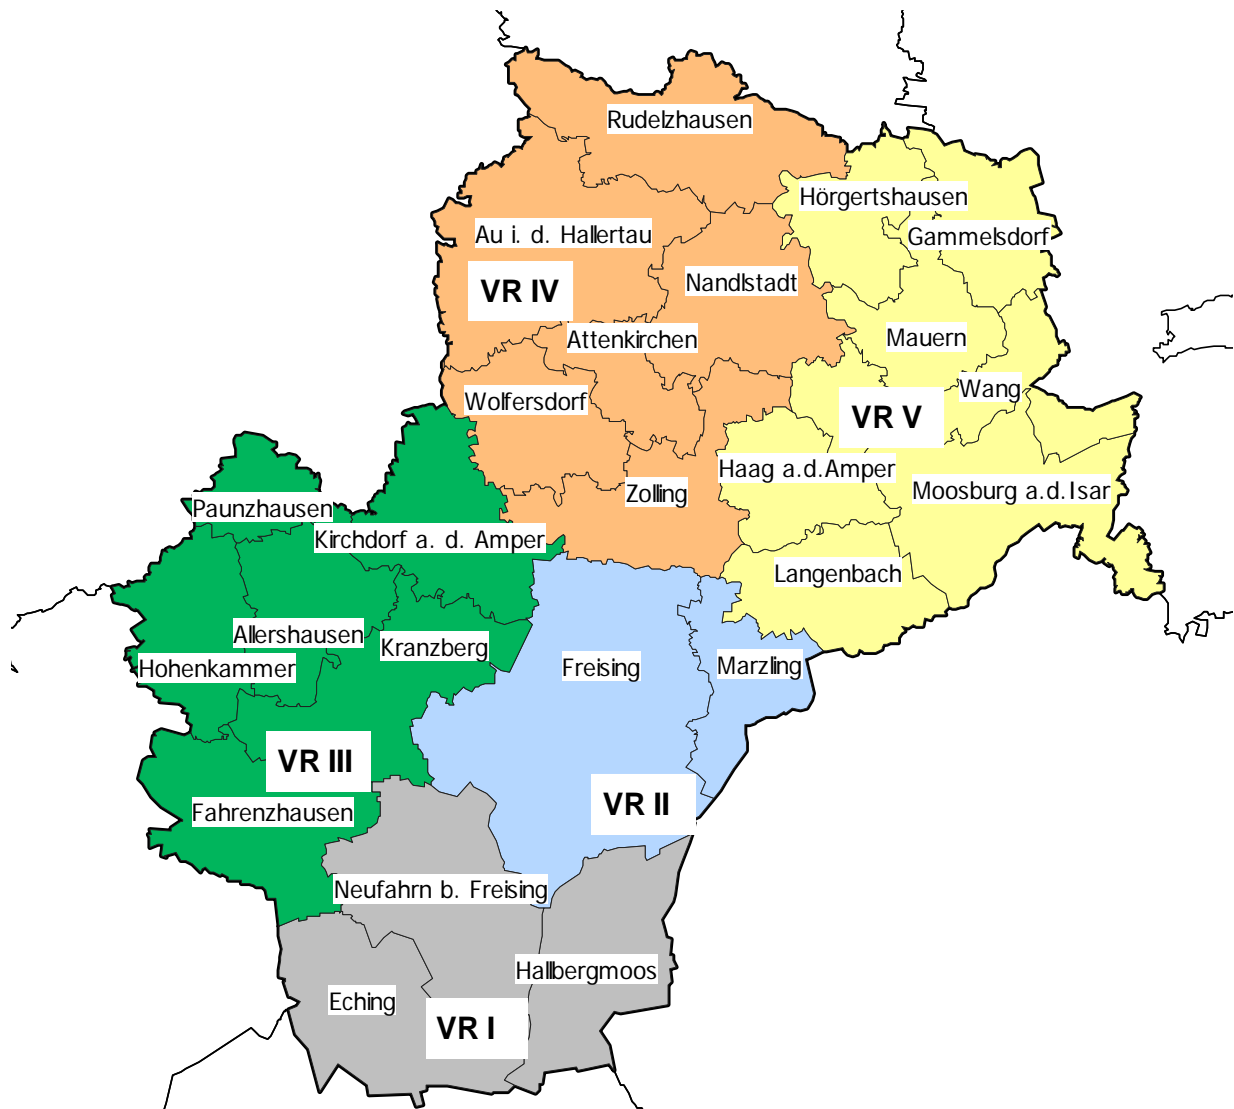 Rudelzhausen
Hörgertshausen
Au i. d. Hallertau
Gammelsdorf
Nandlstadt
VR IV
Attenkirchen
Mauern
Wang
Wolfersdorf
VR V
Haag a.d.Amper
Zolling
Moosburg a.d.Isar
Paunzhausen
Kirchdorf a. d. Amper
Langenbach
Allershausen
Kranzberg
Hohenkammer
Freising
Marzling
VR III
VR II
Fahrenzhausen
Neufahrn b. Freising
Hallbergmoos
Eching
VR I